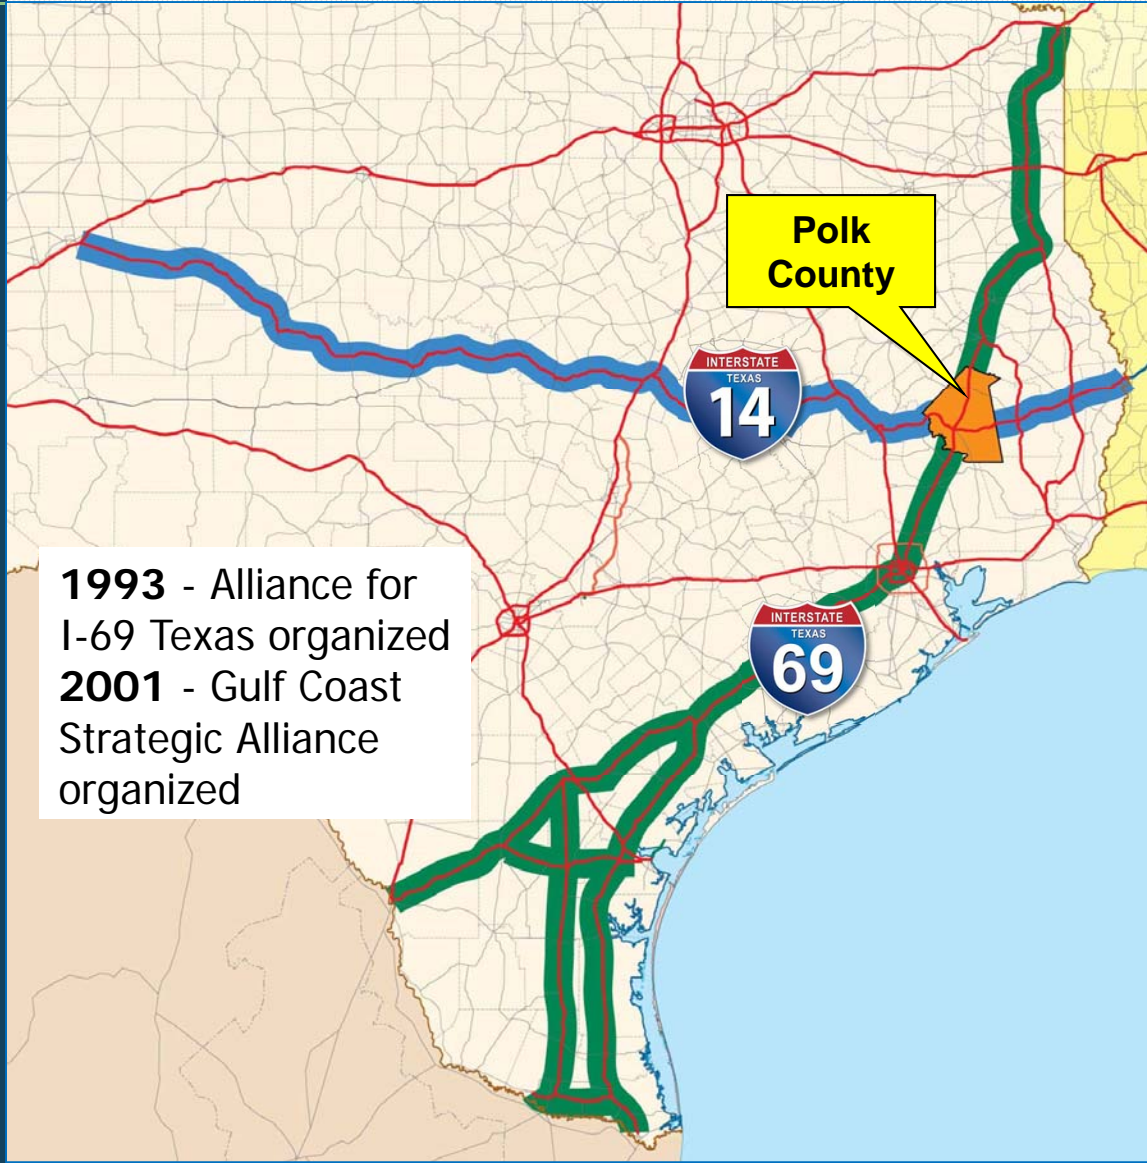 Polk
County
INTERSTATE
TEXAS
14
1993 - Alliance for
I-69 Texas organized
2001 - Gulf Coast
Strategic Alliance
organized
INTERSTATE
TEXAS
69